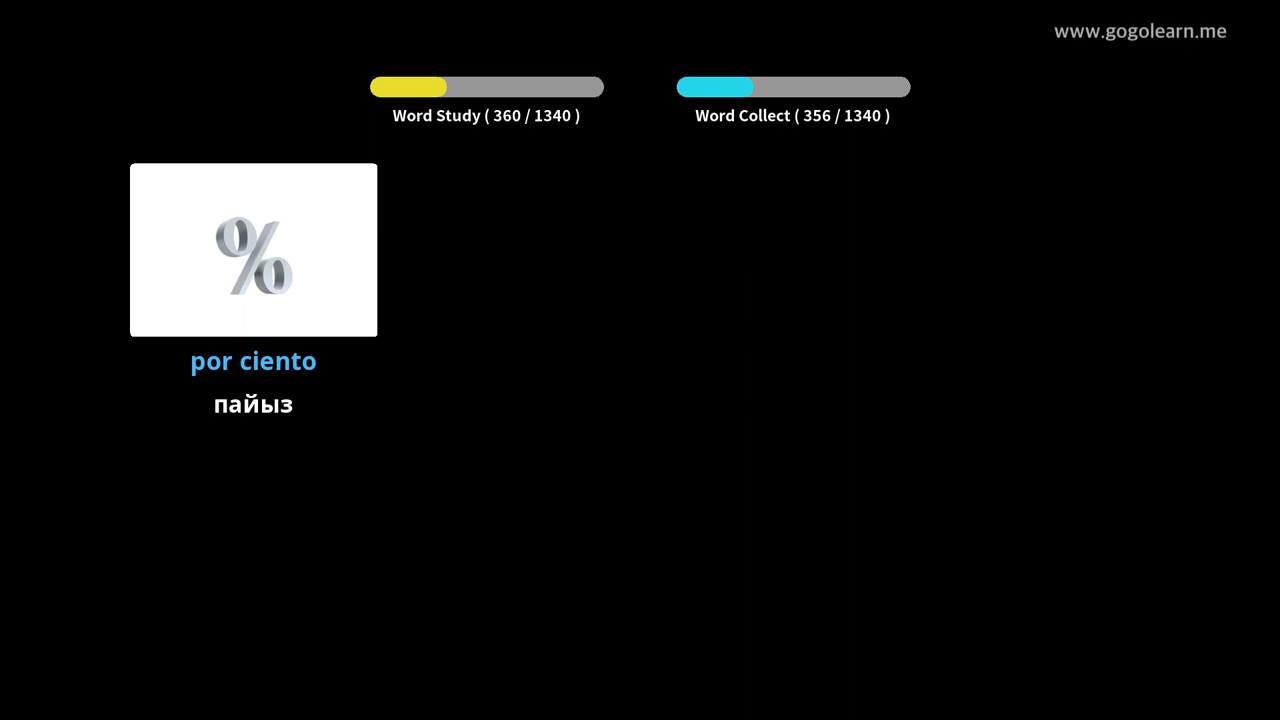 www.gogolearn.me
Word Study ( 360 / 1340 )
Word Collect ( 356 / 1340 )
%
por ciento
пайыз